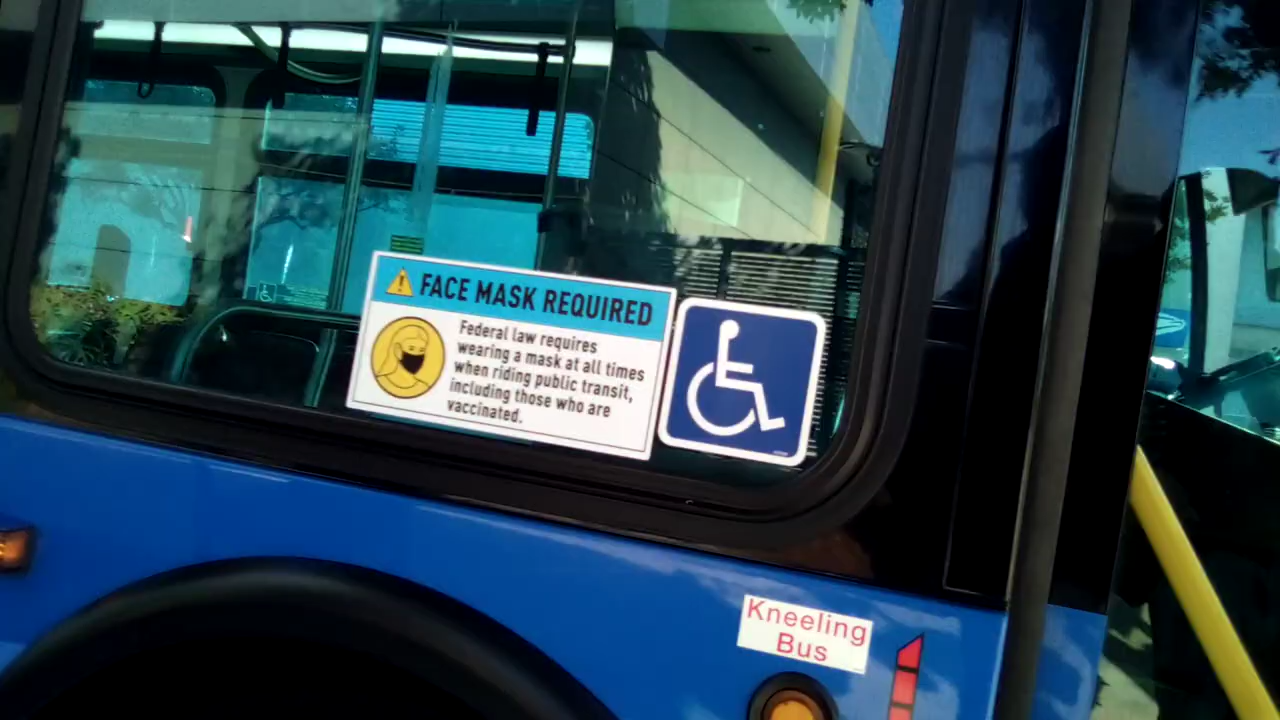 FACE MASK REQUIRED
Federal law requires
wearing a mask at all times
when riding public transit,
including those who are
vaccinated.
Kneeling
Bus